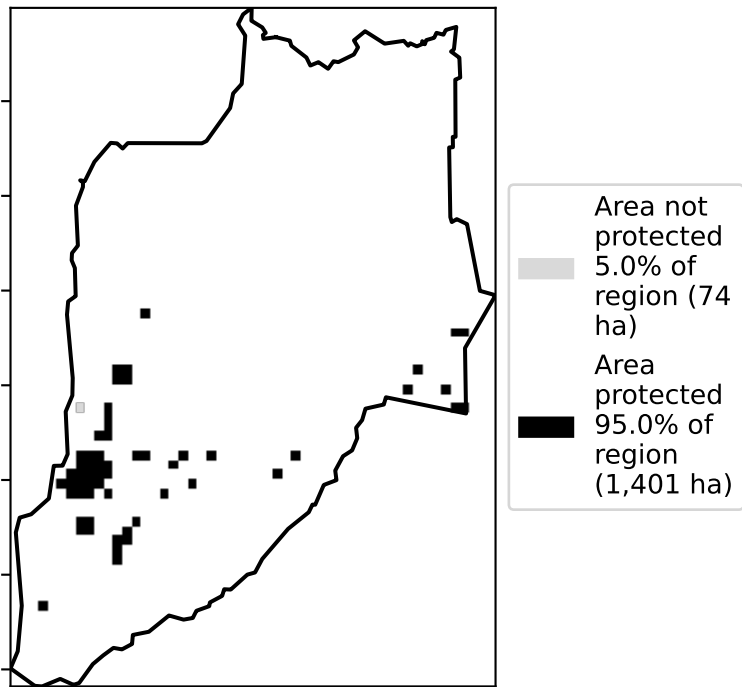 Area not
protected
5.0% of
region (74
ha)
Area
protected
95.0% of
region
(1,401 ha)